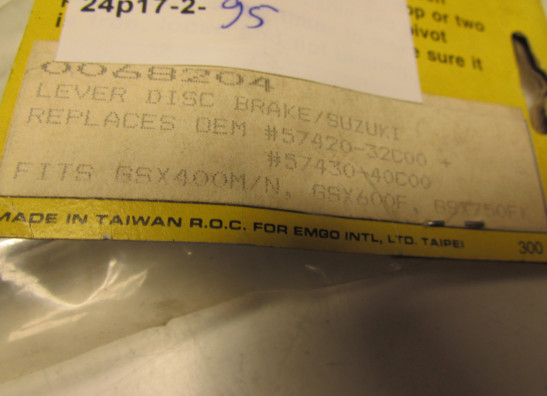 24p17-2- 95
op or two
pivot
sure it
0068204
LEVER DISC BRAKE/SUZUKI
REPLACES OEM #57420-32C00 +
#57430-40C00
FITS GSX400M/N, GSX600F,
MADE IN TAIWAN R.O.C. FOR EMGO INTL, LTD. TAIPEI
300